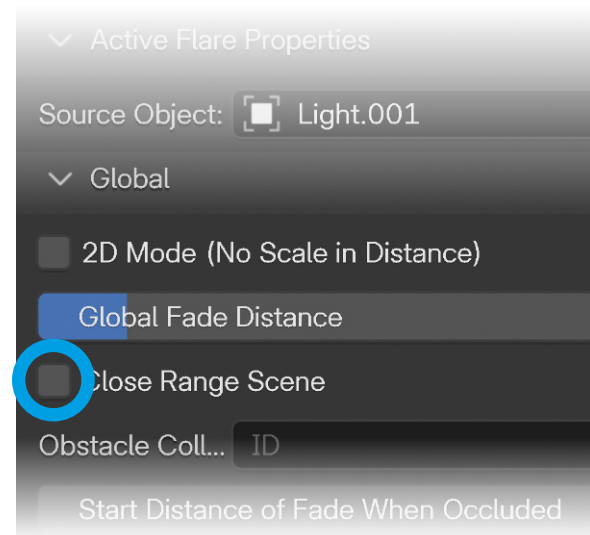 Active Flare Properties
Source Object: Light.001
Global
2D Mode (No Scale in Distance)
Global Fade Distance
Close Range Scene
Obstacle Coll... ID
Start Distance of Fade When Occluded